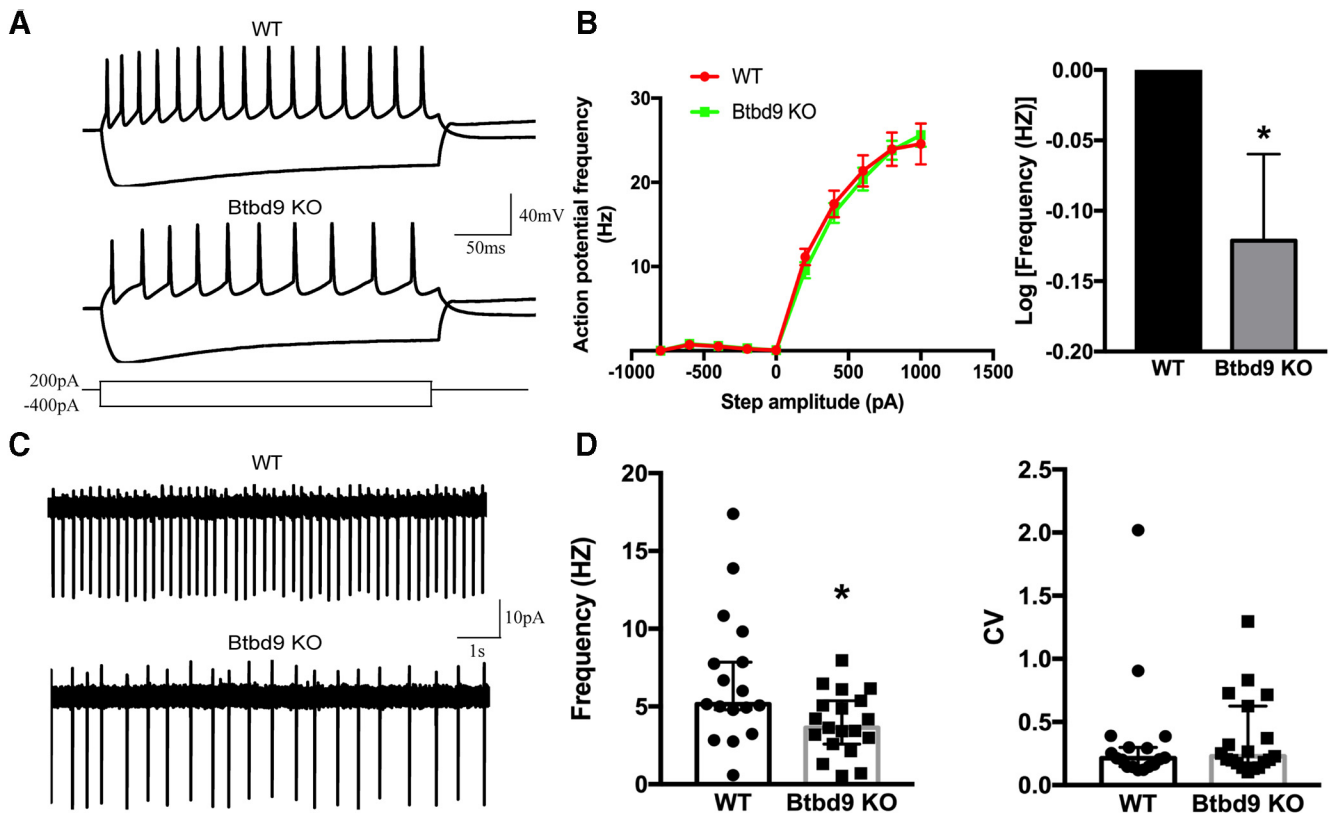 A
WT
Btbd9 KO
40mV
50ms
200pA
-400pA
B
WT
Btbd9 KO
Action potential frequency
(Hz)
30
20
10
-1000
-500
0
500
1000
1500
Step amplitude (pA)
Log [Frequency (HZ)]
0.00
-0.05
-0.10
-0.15
-0.20
*
WT
Btbd9 KO
C
WT
10pA
1s
Btbd9 KO
D
Frequency (HZ)
20
15
10
5
0
*
WT
Btbd9 KO
CV
2.5
2.0
1.5
1.0
0.5
0.0
WT
Btbd9 KO